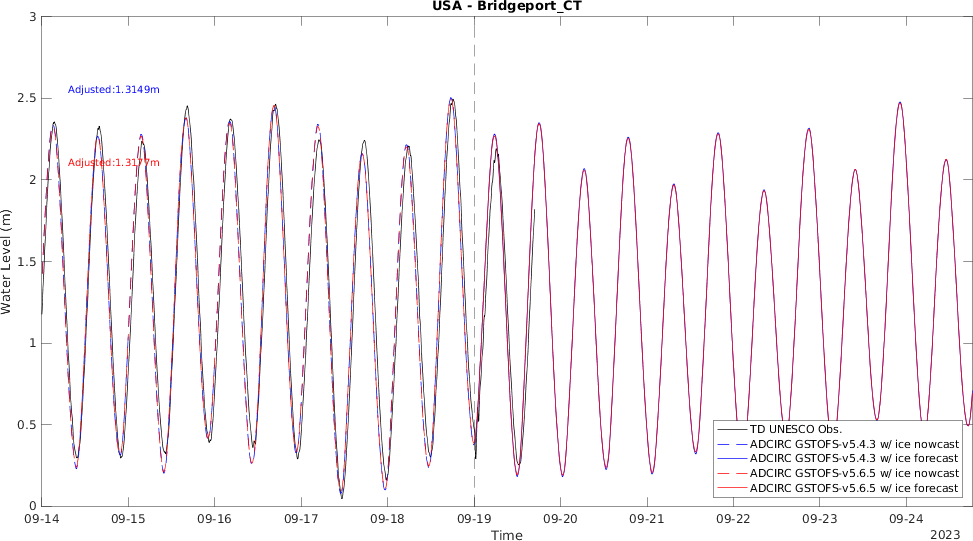 USA - Bridgeport_CT
3
2.5
2
1.5
1
0.5
0
Water Level (m)
Adjusted:1.3149m
Adjusted:1.3177m
TD UNESCO Obs.
ADCIRC GSTOFS-v5.4.3 w/ ice nowcast
ADCIRC GSTOFS-v5.4.3 w/ ice forecast
ADCIRC GSTOFS-v5.6.5 w/ ice nowcast
ADCIRC GSTOFS-v5.6.5 w/ ice forecast
09-14 09-15 09-16 09-17 09-18 09-19 09-20 09-21 09-22 09-23 09-24
Time
2023